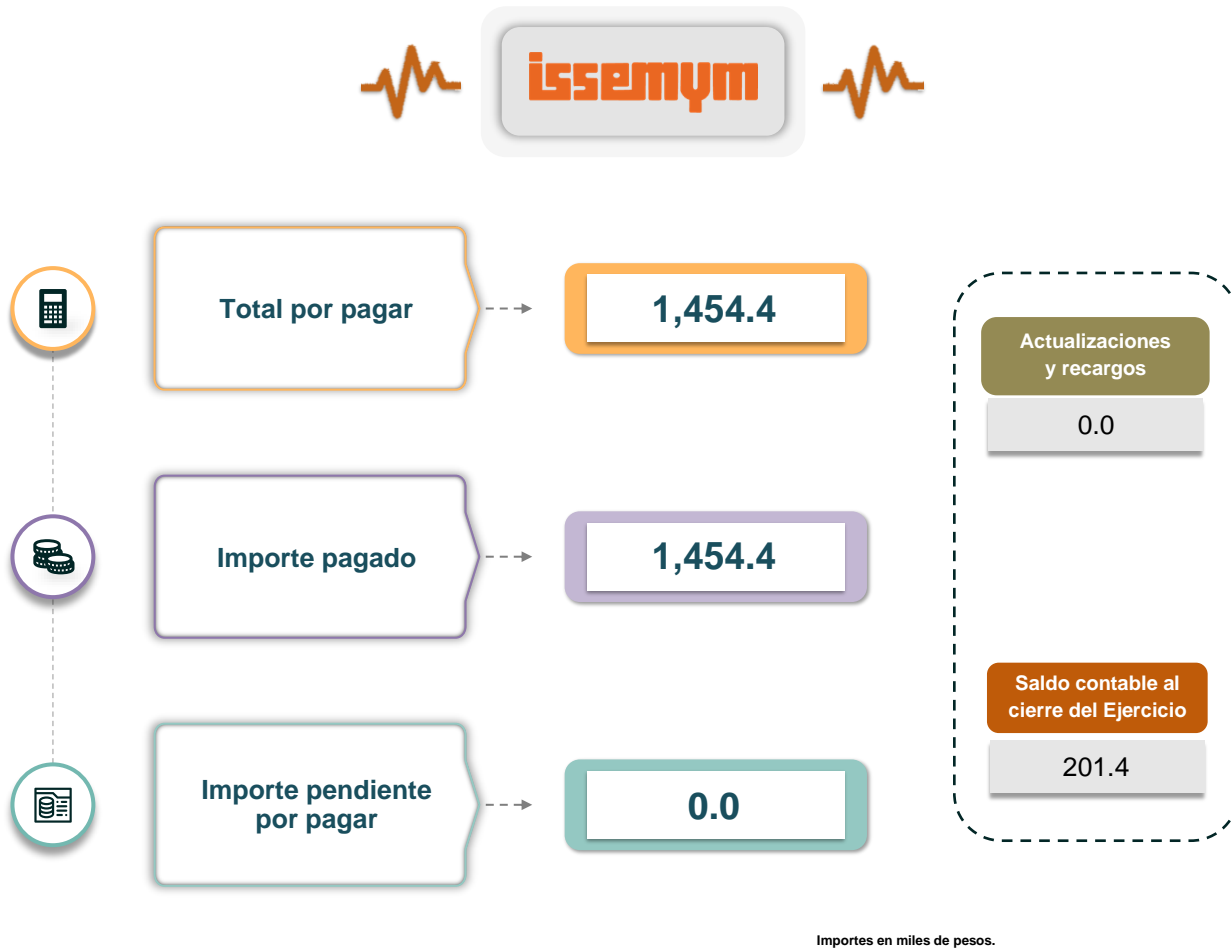 issemym
Total por pagar
1,454.4
Importe pagado
1,454.4
Importe pendiente
por pagar
0.0
Actualizaciones
y recargos
0.0
Saldo contable al
cierre del Ejercicio
201.4
Importes en miles de pesos.